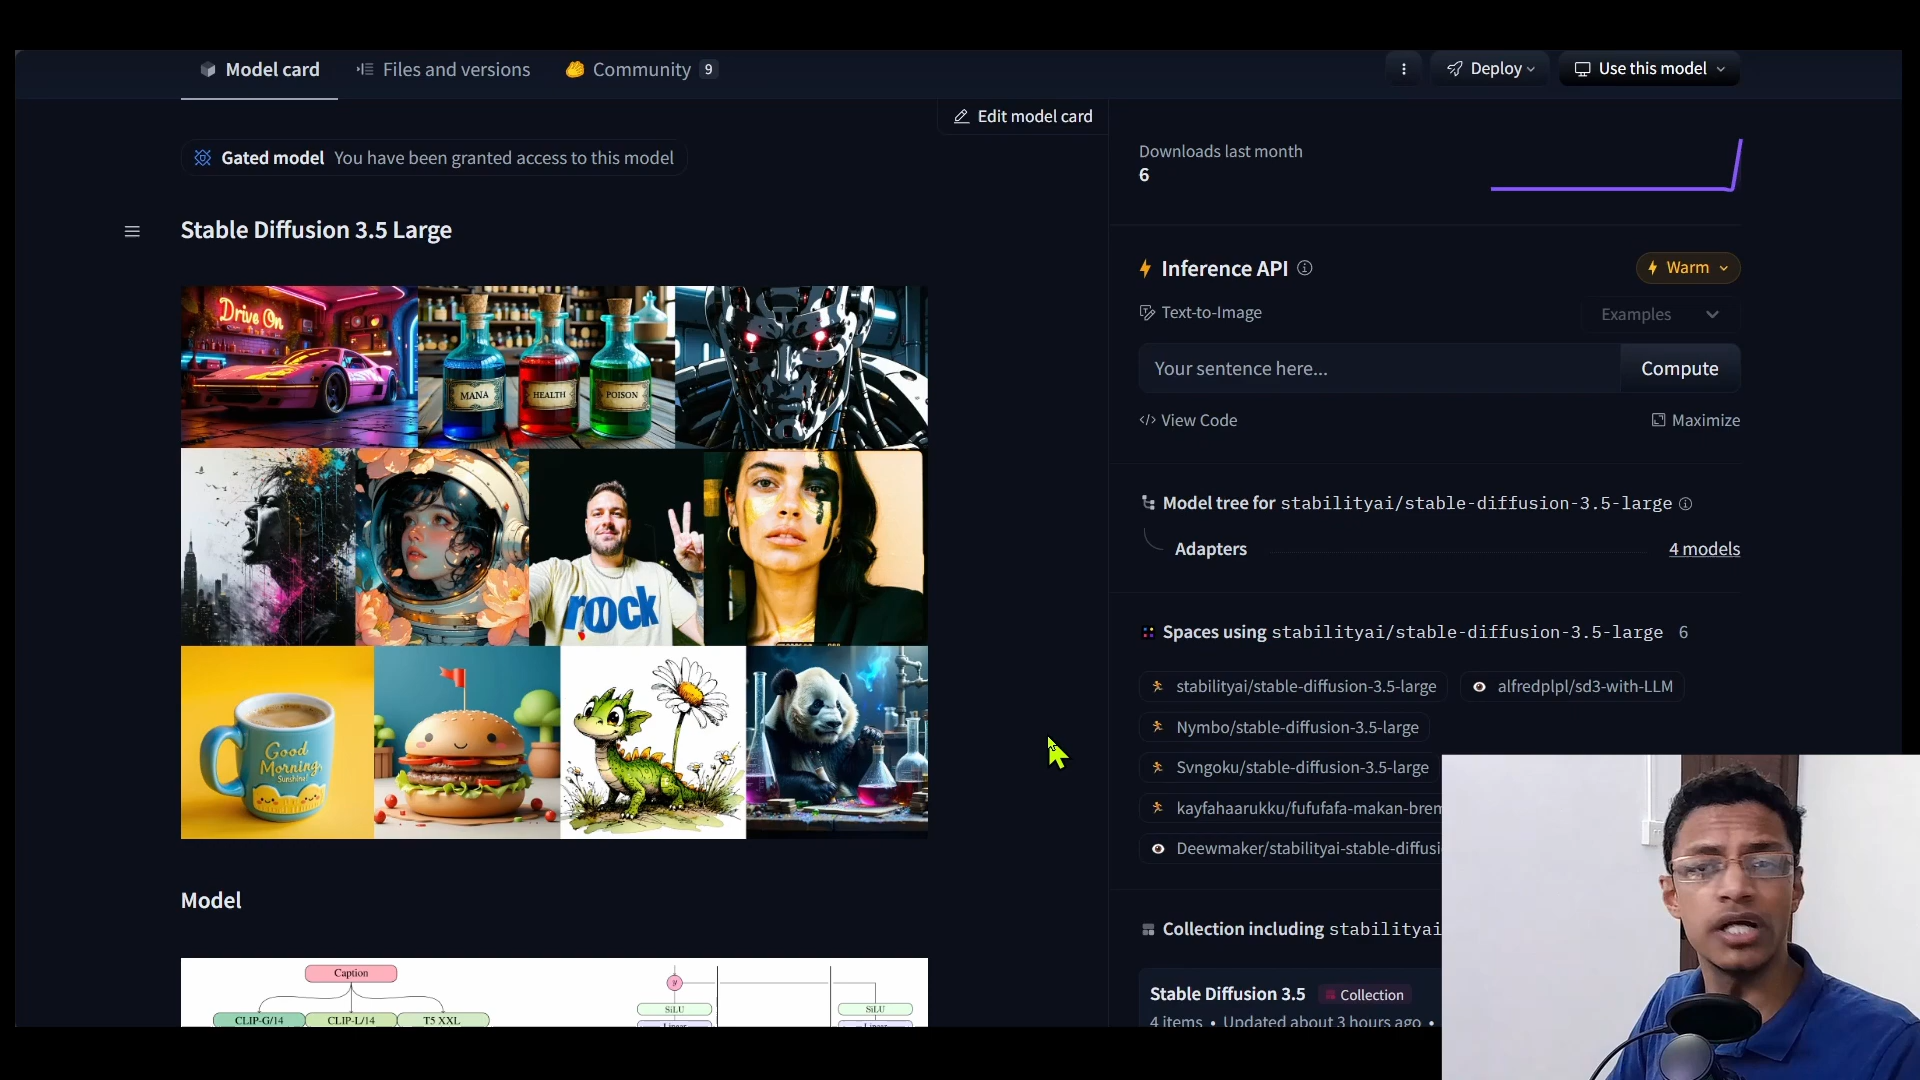 Model card
Files and versions
Community 9
Deploy
Use this model
Edit model card
Gated model You have been granted access to this model
Stable Diffusion 3.5 Large
Drive On
MANA
HEALTH
POISON
rock
Good
Morning,
Sunshine!
Model
Caption
CLIP-G/14
CLIP-L/14
T5 XXL
y
SiLU
SiLU
Linear
Downloads last month
6
Inference API
Warm
Text-to-Image
Examples
Your sentence here...
Compute
View Code
Maximize
Model tree for stabilityai/stable-diffusion-3.5-large
Adapters
4 models
Spaces using stabilityai/stable-diffusion-3.5-large 6
stabilityai/stable-diffusion-3.5-large
alfredplpl/sd3-with-LLM
Nymbo/stable-diffusion-3.5-large
Svngoku/stable-diffusion-3.5-large
kayfahaarukku/fufufafa-makan-brem
Deewmaker/stabilityai-stable-diffusi
Collection including stabilityai
Stable Diffusion 3.5
Collection
4 items • Updated about 3 hours ago •